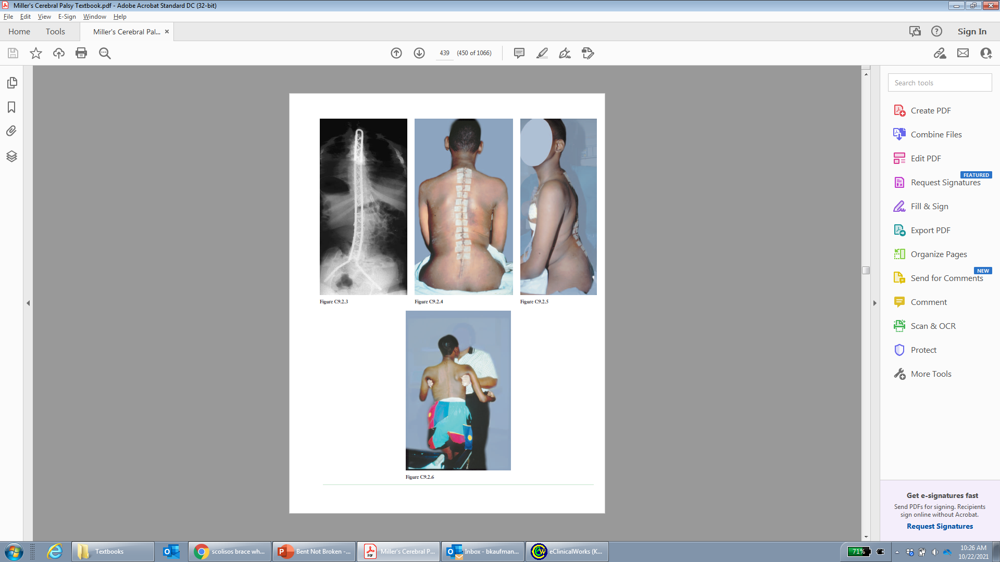 Miller's Cerebral Palsy Textbook.pdf - Adobe Acrobat Standard DC (32-bit)
File Edit View E-Sign Window Help
Home Tools Miller's Cerebral Pal... ×
Sign In
439 (450 of 1066)
Search tools
Create PDF
Combine Files
Edit PDF
FEATURED
Request Signatures
Fill & Sign
Export PDF
Organize Pages
NEW
Send for Comments
Comment
Scan & OCR
Protect
More Tools
Get e-signatures fast
Send PDFs for signing. Recipients
sign online without Acrobat.
Request Signatures
Figure C9.2.3
Figure C9.2.4
Figure C9.2.5
Figure C9.2.6
Textbooks
scolisos brace wh...
Bent Not Broken -...
Miller's Cerebral P...
Inbox - bkaufman...
eClinicalWorks (K...
71%
10:26 AM
10/22/2021